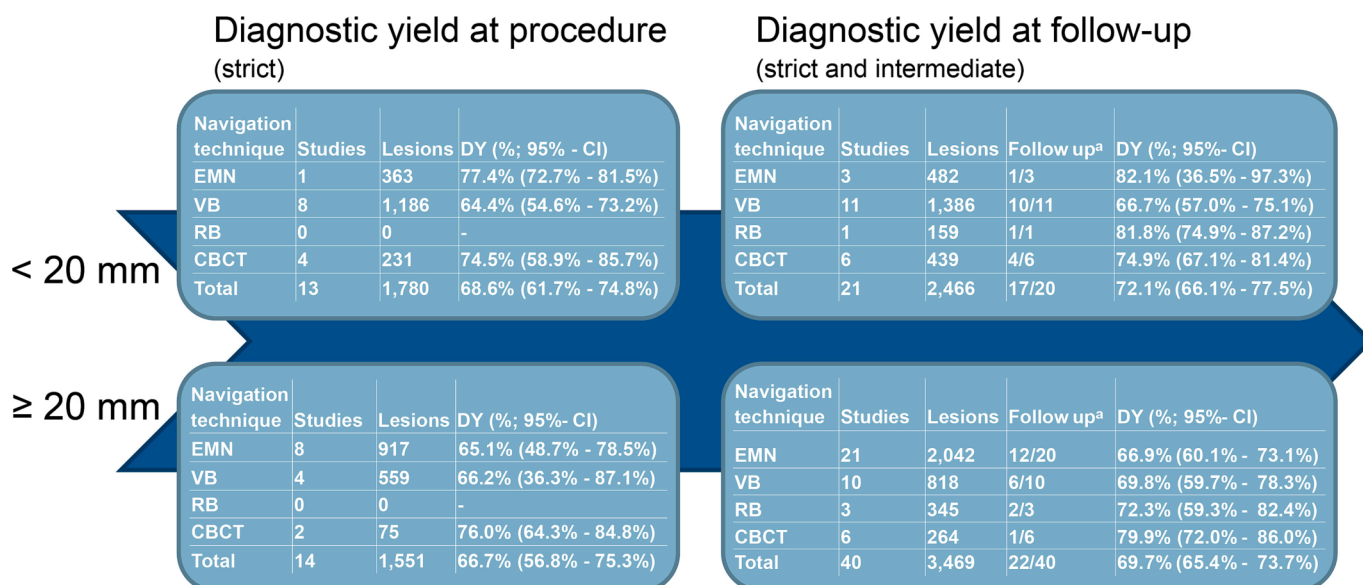 Diagnostic yield at procedure
(strict)
Diagnostic yield at follow-up
(strict and intermediate)
< 20 mm
Navigation
technique Studies Lesions DY (%; 95% - CI)
EMN 1 363 77.4% (72.7% - 81.5%)
VB 8 1,186 64.4% (54.6% - 73.2%)
RB 0 0 -
CBCT 4 231 74.5% (58.9% - 85.7%)
Total 13 1,780 68.6% (61.7% - 74.8%)
Navigation
technique Studies Lesions Follow upᵃ DY (%; 95%- CI)
EMN 3 482 1/3 82.1% (36.5% - 97.3%)
VB 11 1,386 10/11 66.7% (57.0% - 75.1%)
RB 1 159 1/1 81.8% (74.9% - 87.2%)
CBCT 6 439 4/6 74.9% (67.1% - 81.4%)
Total 21 2,466 17/20 72.1% (66.1% - 77.5%)
≥ 20 mm
Navigation
technique Studies Lesions DY (%; 95%- CI)
EMN 8 917 65.1% (48.7% - 78.5%)
VB 4 559 66.2% (36.3% - 87.1%)
RB 0 0 -
CBCT 2 75 76.0% (64.3% - 84.8%)
Total 14 1,551 66.7% (56.8% - 75.3%)
Navigation
technique Studies Lesions Follow upᵃ DY (%; 95%- CI)
EMN 21 2,042 12/20 66.9% (60.1% - 73.1%)
VB 10 818 6/10 69.8% (59.7% - 78.3%)
RB 3 345 2/3 72.3% (59.3% - 82.4%)
CBCT 6 264 1/6 79.9% (72.0% - 86.0%)
Total 40 3,469 22/40 69.7% (65.4% - 73.7%)